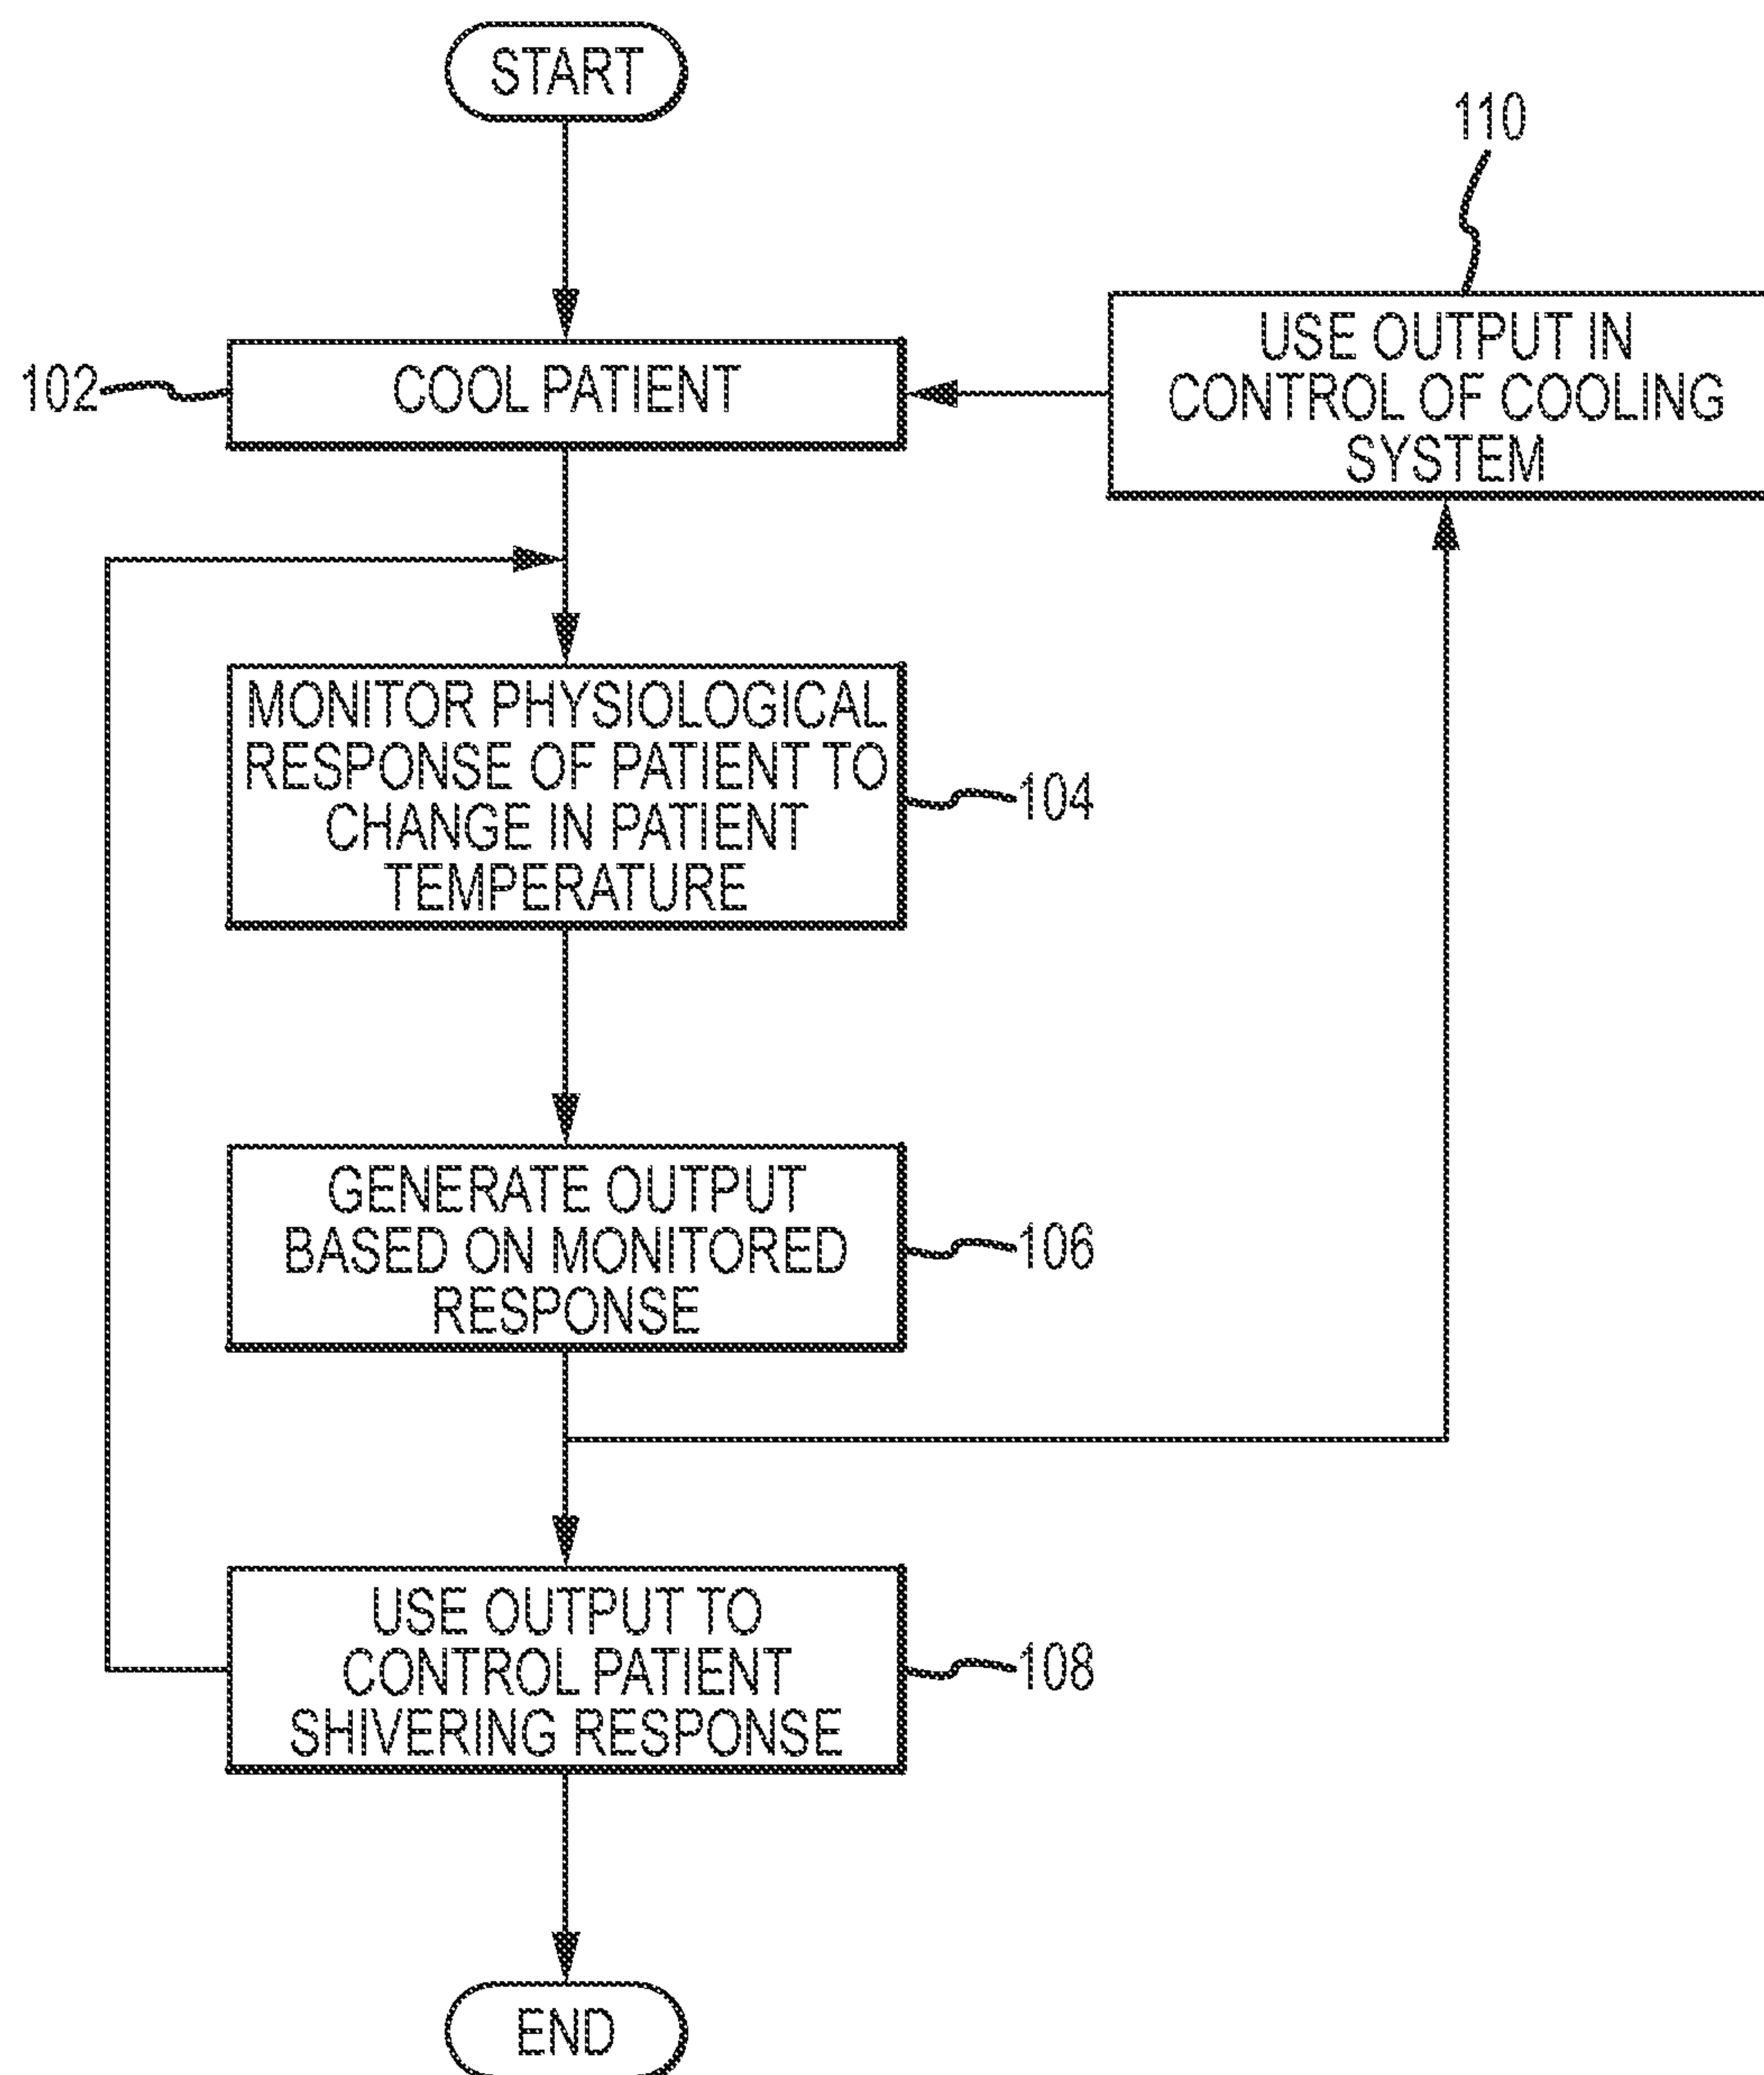 START
110
USE OUTPUT IN
CONTROL OF COOLING
SYSTEM
102
COOL PATIENT
MONITOR PHYSIOLOGICAL
RESPONSE OF PATIENT TO
CHANGE IN PATIENT
TEMPERATURE
104
GENERATE OUTPUT
BASED ON MONITORED
RESPONSE
106
USE OUTPUT TO
CONTROL PATIENT
SHIVERING RESPONSE
108
END